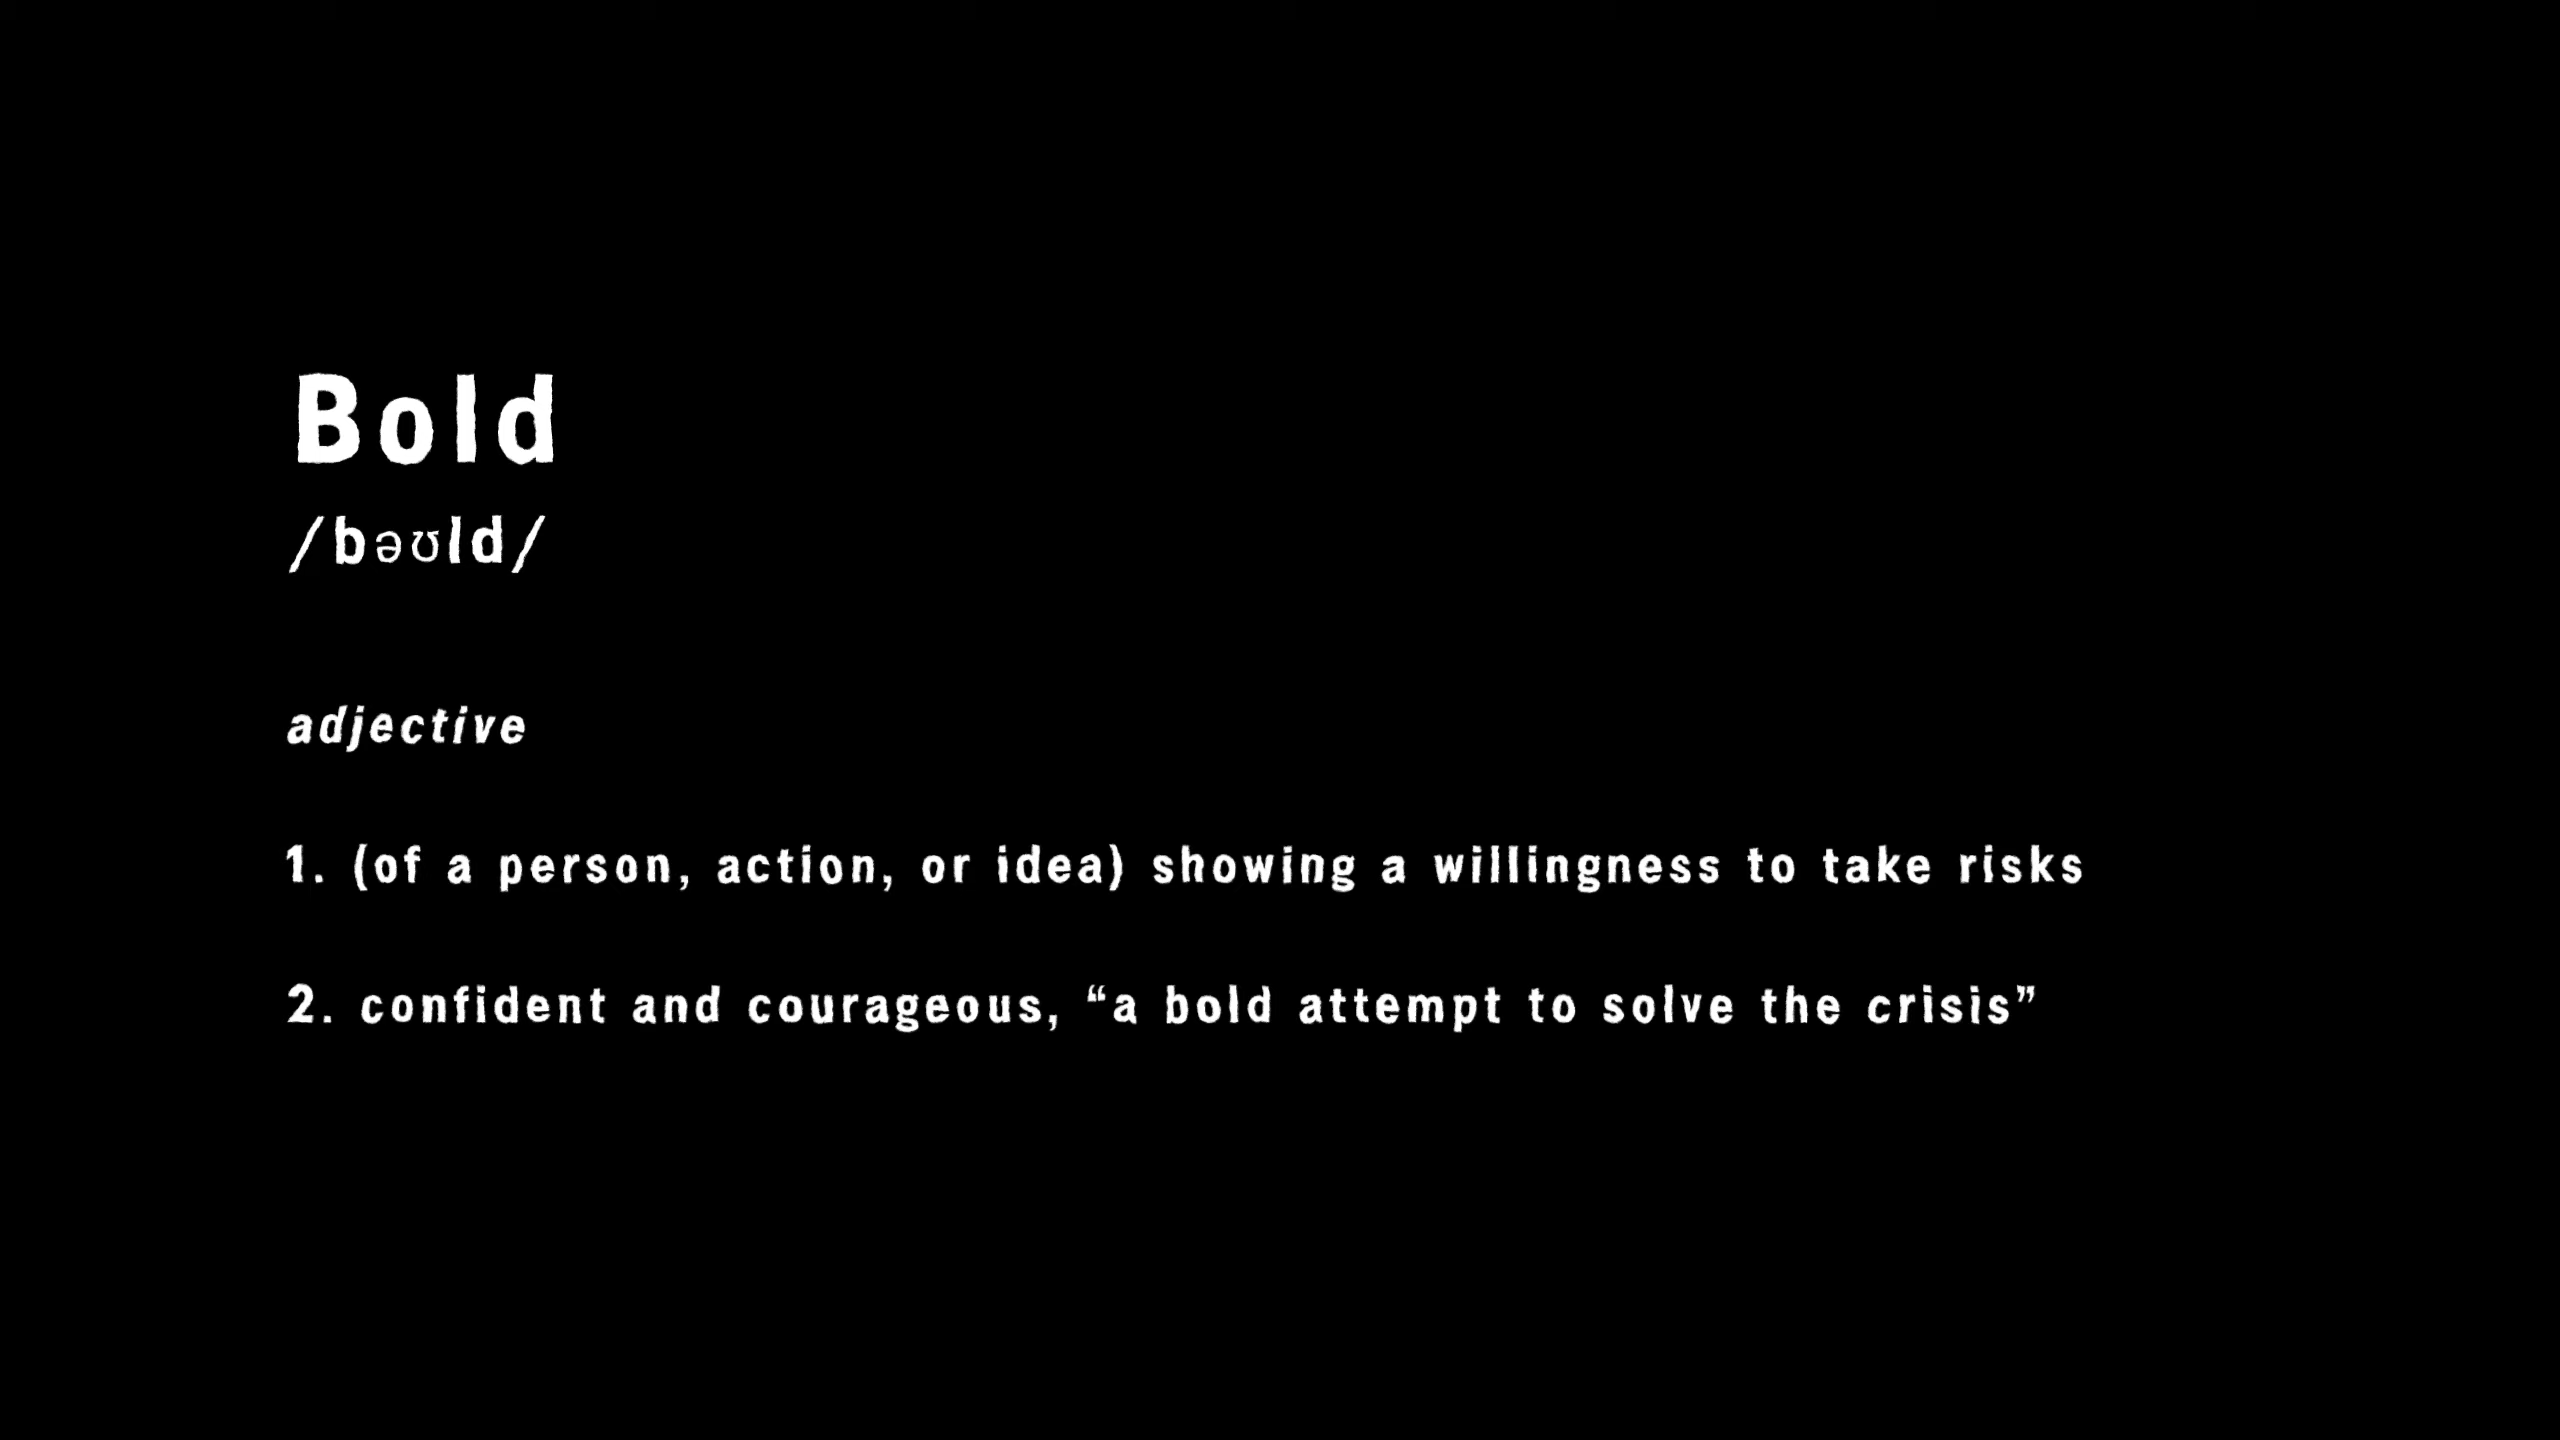 Bold
/bəʊld/
adjective
1. (of a person, action, or idea) showing a willingness to take risks
2. confident and courageous, “a bold attempt to solve the crisis”